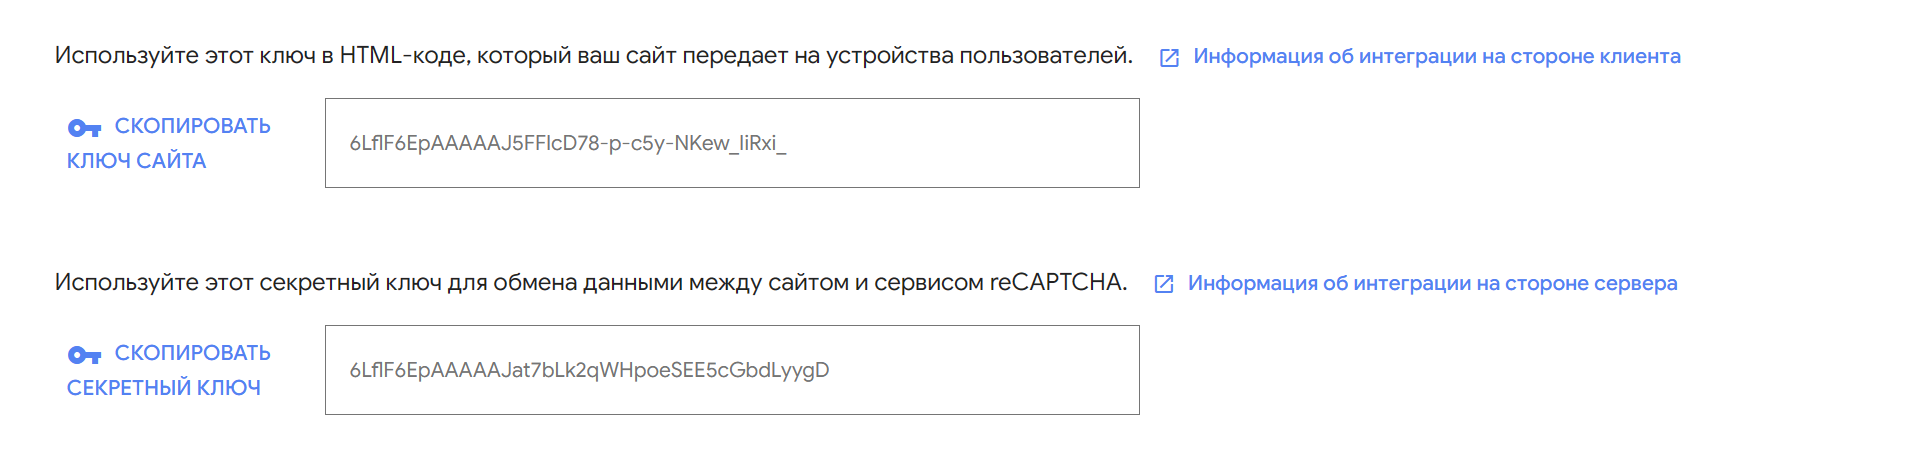 Используйте этот ключ в HTML-коде, который ваш сайт передает на устройства пользователей. Информация об интеграции на стороне клиента
СКОПИРОВАТЬ
КЛЮЧ САЙТА
6LflF6EpAAAAAJ5FFIcD78-p-c5y-NKew_liRxi_
Используйте этот секретный ключ для обмена данными между сайтом и сервисом reCAPTCHA. Информация об интеграции на стороне сервера
СКОПИРОВАТЬ
СЕКРЕТНЫЙ КЛЮЧ
6LflF6EpAAAAAJat7bLk2qWHpoeSEE5cGbdLyygD